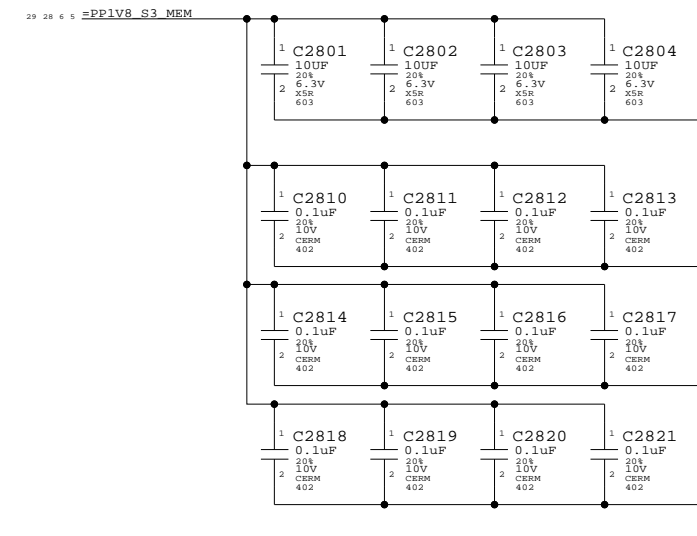 29 28 6 5 =PP1V8_S3_MEM
1 C2801 1 C2802 1 C2803 1 C2804
10UF 10UF 10UF 10UF
20% 20% 20% 20%
2 6.3V 2 6.3V 2 6.3V 2 6.3V
X5R X5R X5R X5R
603 603 603 603
1 C2810 1 C2811 1 C2812 1 C2813
0.1uF 0.1uF 0.1uF 0.1uF
20% 20% 20% 20%
2 10V 2 10V 2 10V 2 10V
CERM CERM CERM CERM
402 402 402 402
1 C2814 1 C2815 1 C2816 1 C2817
0.1uF 0.1uF 0.1uF 0.1uF
20% 20% 20% 20%
2 10V 2 10V 2 10V 2 10V
CERM CERM CERM CERM
402 402 402 402
1 C2818 1 C2819 1 C2820 1 C2821
0.1uF 0.1uF 0.1uF 0.1uF
20% 20% 20% 20%
2 10V 2 10V 2 10V 2 10V
CERM CERM CERM CERM
402 402 402 402